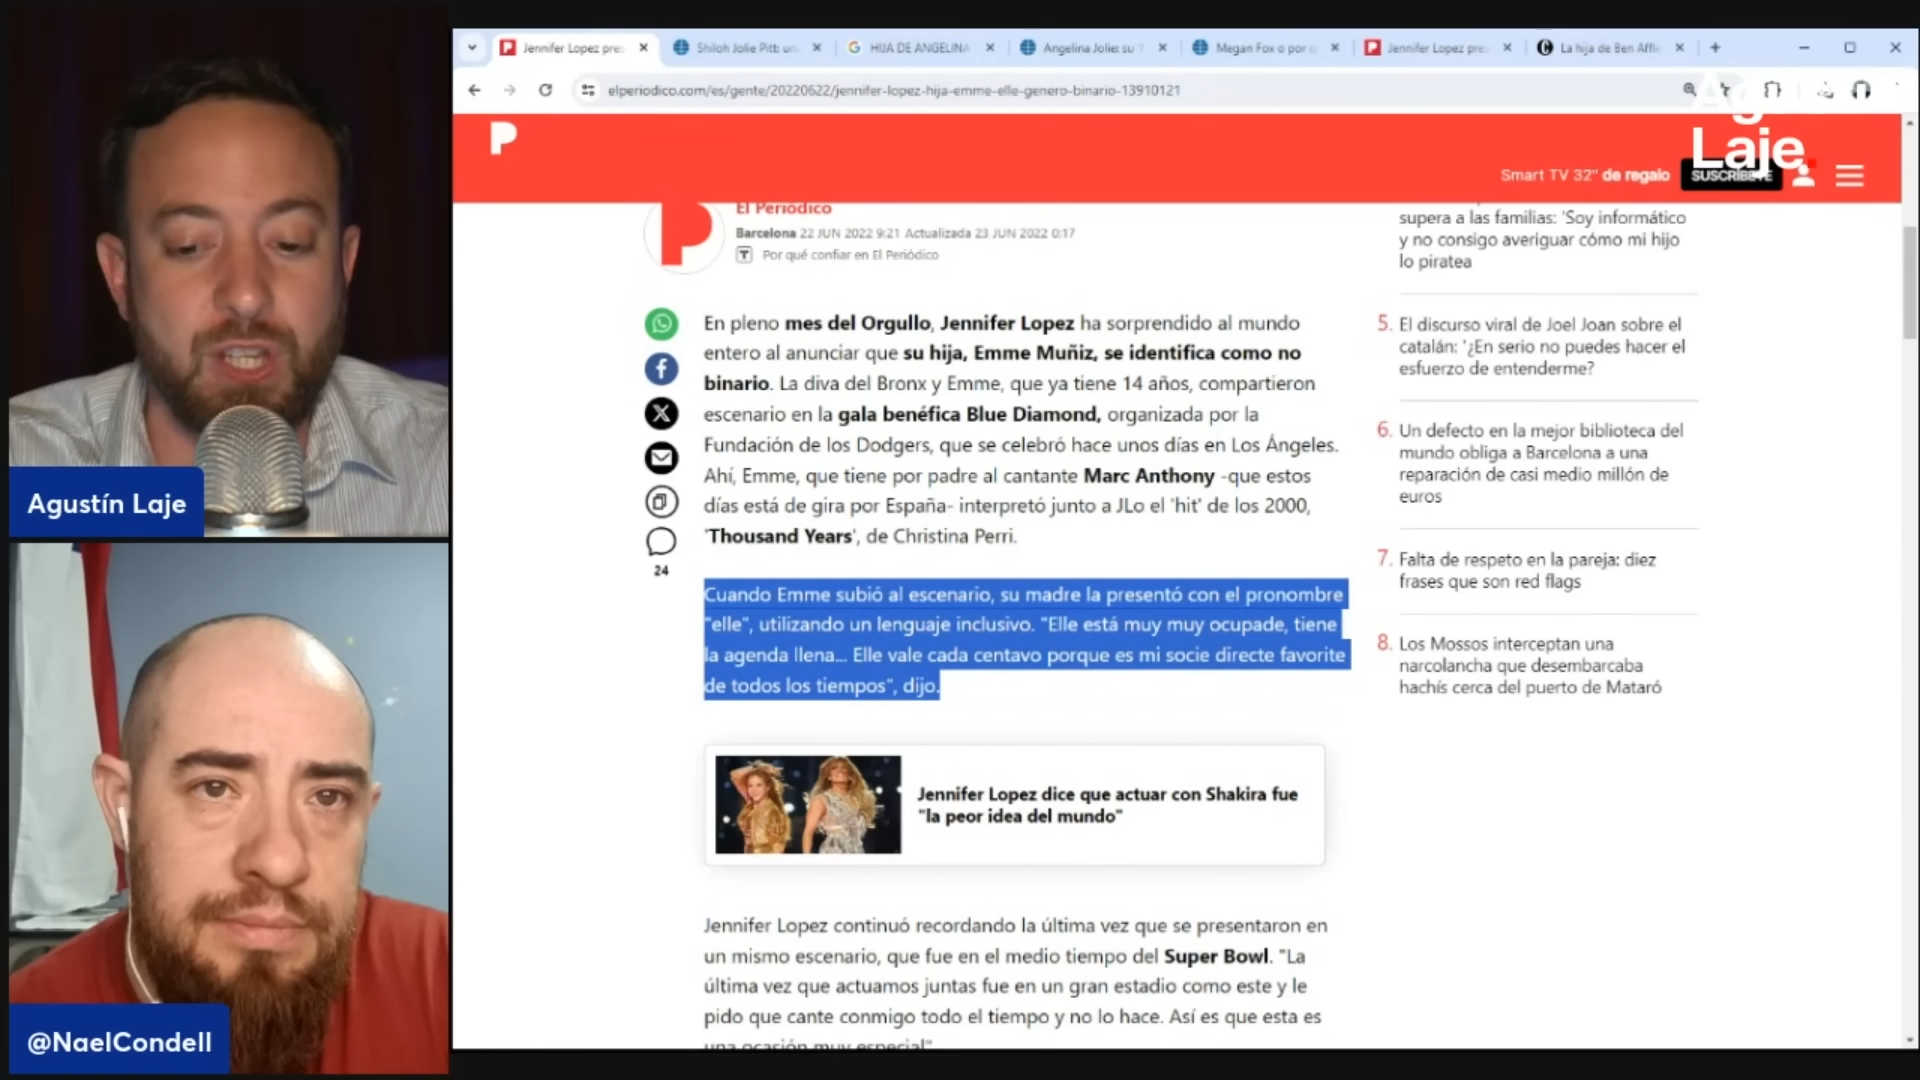 Jennifer Lopez pre
Shiloh Jolie Pitt: un
HIJA DE ANGELINA
Angelina Jolie: su
Megan Fox o por q
Jennifer Lopez pre
La hija de Ben Affl
elperiodico.com/es/gente/20220622/jennifer-lopez-hija-emme-elle-genero-binario-13910121
Laje.
Smart TV 32" de regalo
SUSCRÍBETE
El Periódico
Barcelona 22 JUN 2022 9:21 Actualizada 23 JUN 2022 0:17
Por qué confiar en El Periódico
En pleno mes del Orgullo, Jennifer Lopez ha sorprendido al mundo
entero al anunciar que su hija, Emme Muñiz, se identifica como no
binario. La diva del Bronx y Emme, que ya tiene 14 años, compartieron
escenario en la gala benéfica Blue Diamond, organizada por la
Fundación de los Dodgers, que se celebró hace unos días en Los Ángeles.
Ahí, Emme, que tiene por padre al cantante Marc Anthony -que estos
días está de gira por España- interpretó junto a JLo el 'hit' de los 2000,
'Thousand Years', de Christina Perri.
24
Cuando Emme subió al escenario, su madre la presentó con el pronombre
"elle", utilizando un lenguaje inclusivo. "Elle está muy muy ocupade, tiene
la agenda llena... Elle vale cada centavo porque es mi socie directe favorite
de todos los tiempos", dijo.
Jennifer Lopez dice que actuar con Shakira fue
"la peor idea del mundo"
Jennifer Lopez continuó recordando la última vez que se presentaron en
un mismo escenario, que fue en el medio tiempo del Super Bowl. "La
última vez que actuamos juntas fue en un gran estadio como este y le
pido que cante conmigo todo el tiempo y no lo hace. Así es que esta es
una ocasión muy especial"
supera a las familias: 'Soy informático
y no consigo averiguar cómo mi hijo
lo piratea
5. El discurso viral de Joel Joan sobre el
catalán: '¿En serio no puedes hacer el
esfuerzo de entenderme?
6. Un defecto en la mejor biblioteca del
mundo obliga a Barcelona a una
reparación de casi medio millón de
euros
7. Falta de respeto en la pareja: diez
frases que son red flags
8. Los Mossos interceptan una
narcolancha que desembarcaba
hachís cerca del puerto de Mataró
Agustín Laje
@NaelCondell